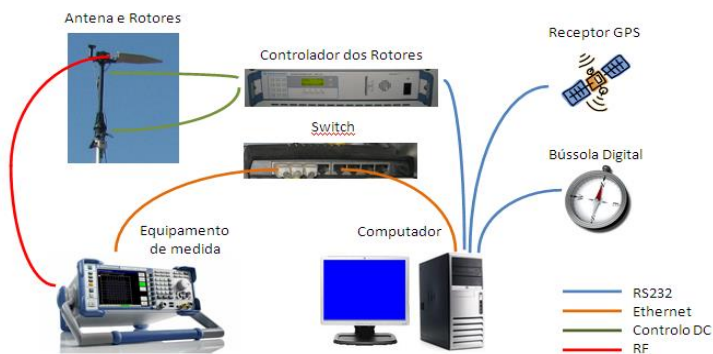 Antena e Rotores
Controlador dos Rotores
Receptor GPS
Switch
Bússola Digital
Equipamento
de medida
Computador
RS232
Ethernet
Controlo DC
RF